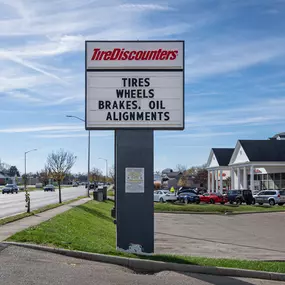 TireDiscounters
TIRES
WHEELS
BRAKES, OIL
ALIGNMENTS